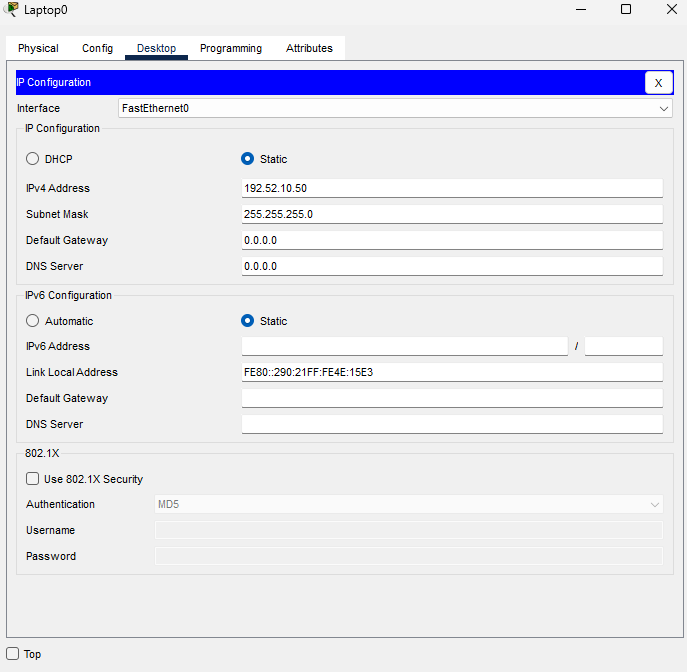 Laptop0
Physical Config Desktop Programming Attributes
IP Configuration X
Interface FastEthernet0
IP Configuration
DHCP Static
IPv4 Address 192.52.10.50
Subnet Mask 255.255.255.0
Default Gateway 0.0.0.0
DNS Server 0.0.0.0
IPv6 Configuration
Automatic Static
IPv6 Address /
Link Local Address FE80::290:21FF:FE4E:15E3
Default Gateway
DNS Server
802.1X
Use 802.1X Security
Authentication MD5
Username
Password
Top